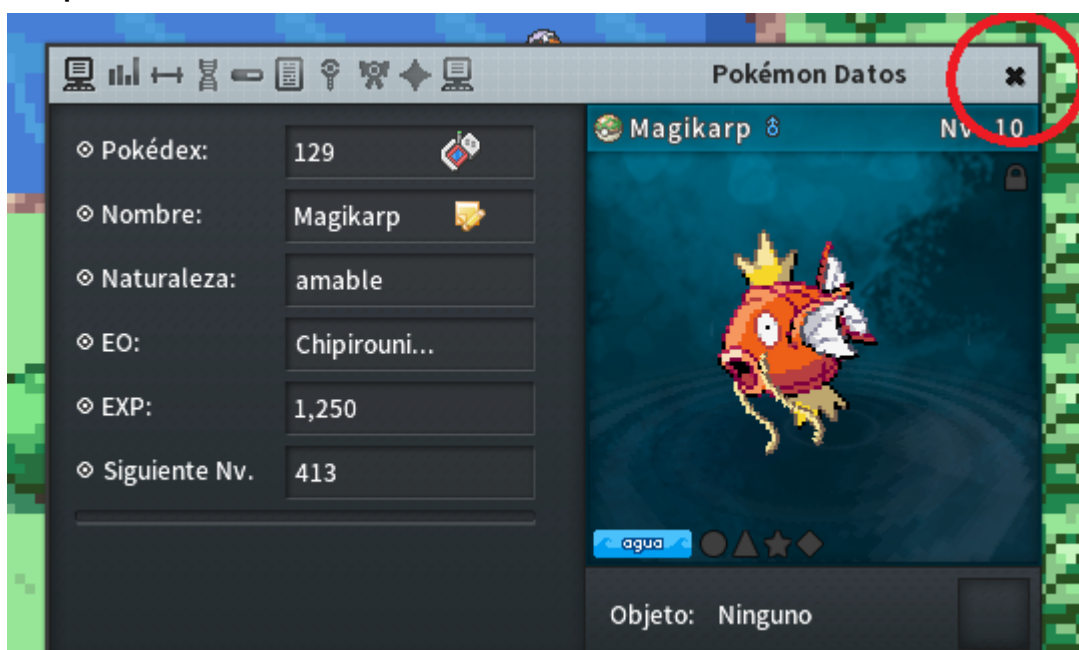 Pokémon Datos
Pokédex: 129
Nombre: Magikarp
Naturaleza: amable
EO: Chipirouni...
EXP: 1,250
Siguiente Nv. 413
Magikarp ♂ Nv. 10
agua
Objeto: Ninguno